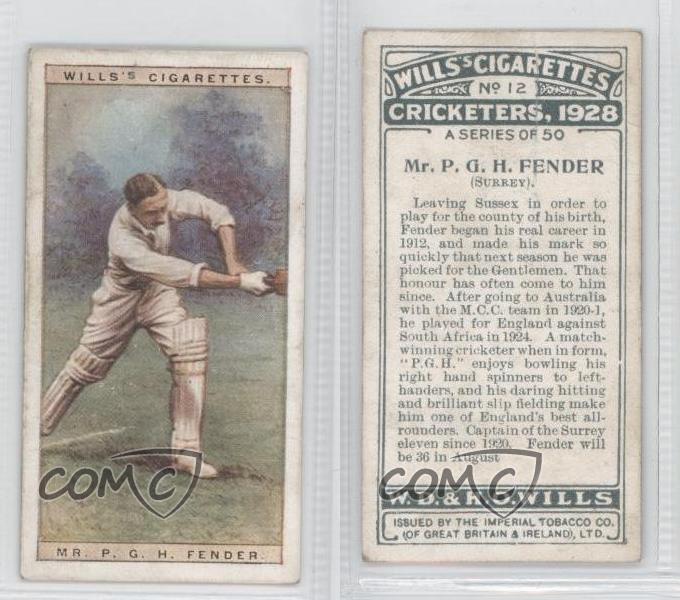 WILLS'S CIGARETTES.
MR. P. G. H. FENDER.
COMC
WILLS'S CIGARETTES
No 12
CRICKETERS, 1928
A SERIES OF 50
Mr. P. G. H. FENDER
(SURREY).
Leaving Sussex in order to
play for the county of his birth,
Fender began his real career in
1912, and made his mark so
quickly that next season he was
picked for the Gentlemen. That
honour has often come to him
since. After going to Australia
with the M.C.C. team in 1920-1,
he played for England against
South Africa in 1924. A match-
winning cricketer when in form,
"P.G.H." enjoys bowling his
right hand spinners to left-
handers, and his daring hitting
and brilliant slip fielding make
him one of England's best all-
rounders. Captain of the Surrey
eleven since 1920. Fender will
be 36 in August
COMC
W.D. & H.O. WILLS
ISSUED BY THE IMPERIAL TOBACCO CO.
(OF GREAT BRITAIN & IRELAND), LTD.